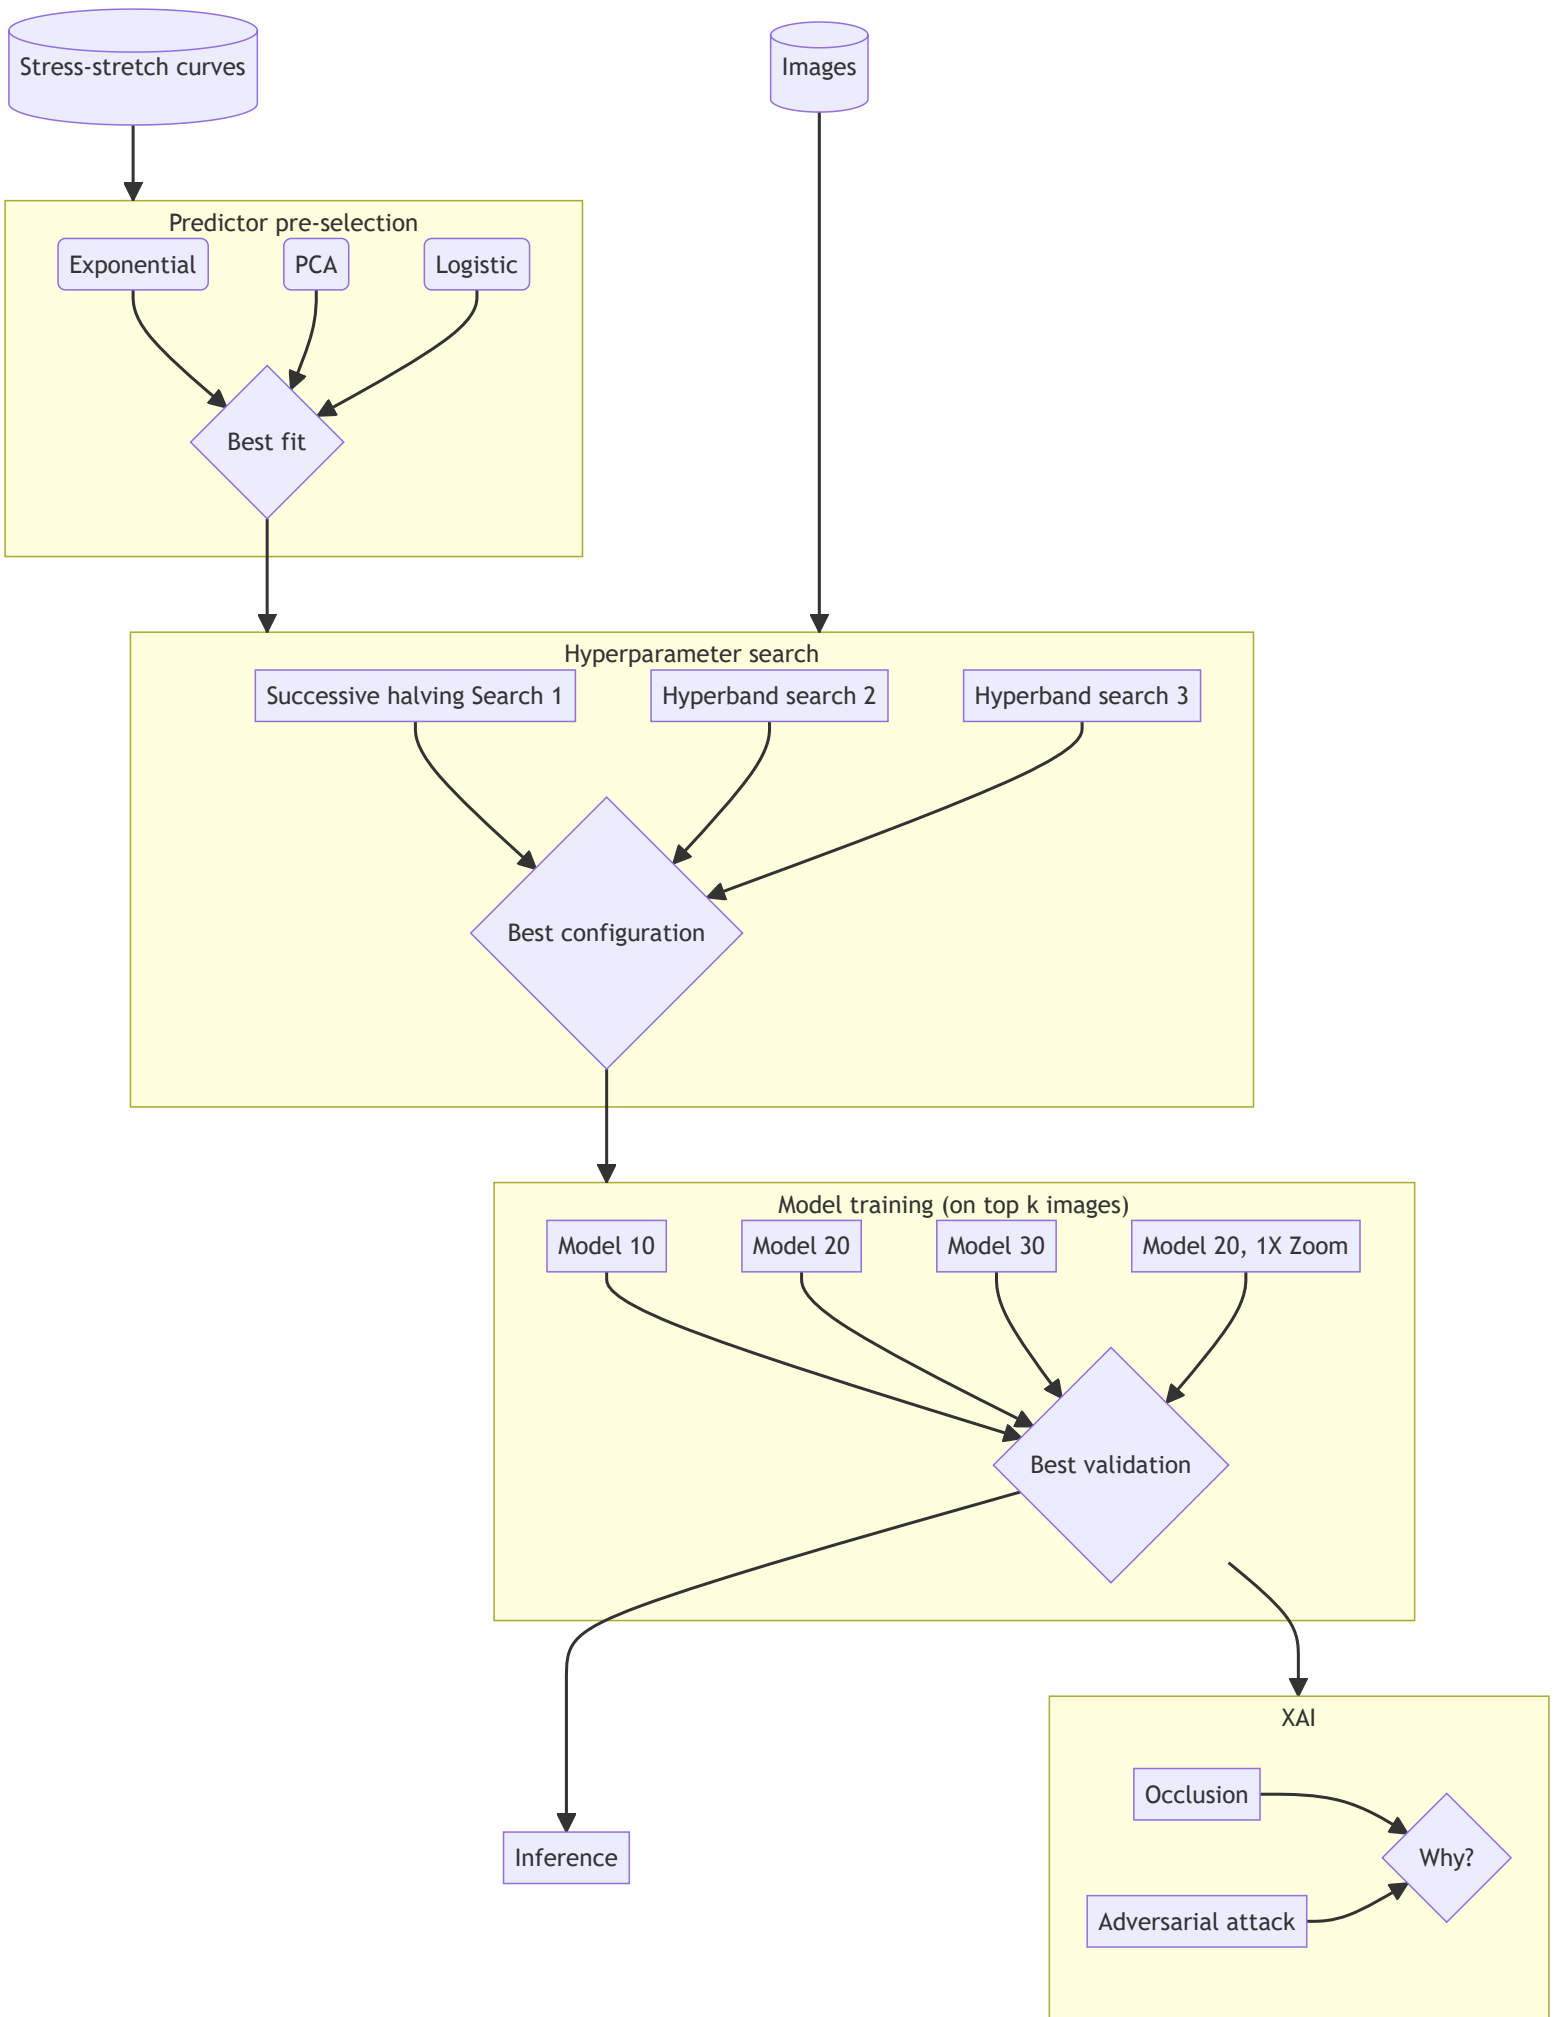 Stress-stretch curves
Images
Predictor pre-selection
Exponential
PCA
Logistic
Best fit
Hyperparameter search
Successive halving Search 1
Hyperband search 2
Hyperband search 3
Best configuration
Model training (on top k images)
Model 10
Model 20
Model 30
Model 20, 1X Zoom
Best validation
XAI
Occlusion
Why?
Inference
Adversarial attack